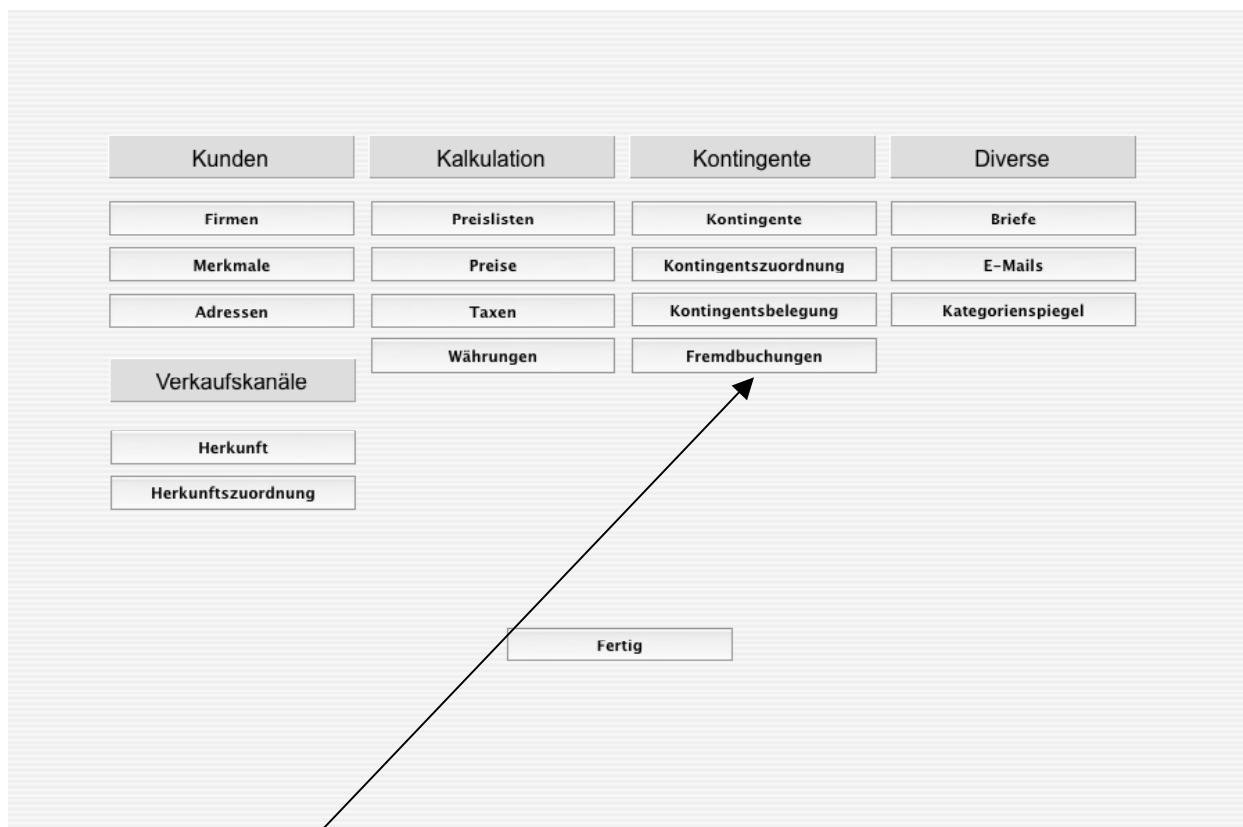 Kunden
Firmen
Merkmale
Adressen
Verkaufskanäle
Herkunft
Herkunftszuordnung
Kalkulation
Preislisten
Preise
Taxen
Währungen
Kontingente
Kontingente
Kontingentszuordnung
Kontingentsbelegung
Fremdbuchungen
Diverse
Briefe
E-Mails
Kategorienspiegel
Fertig